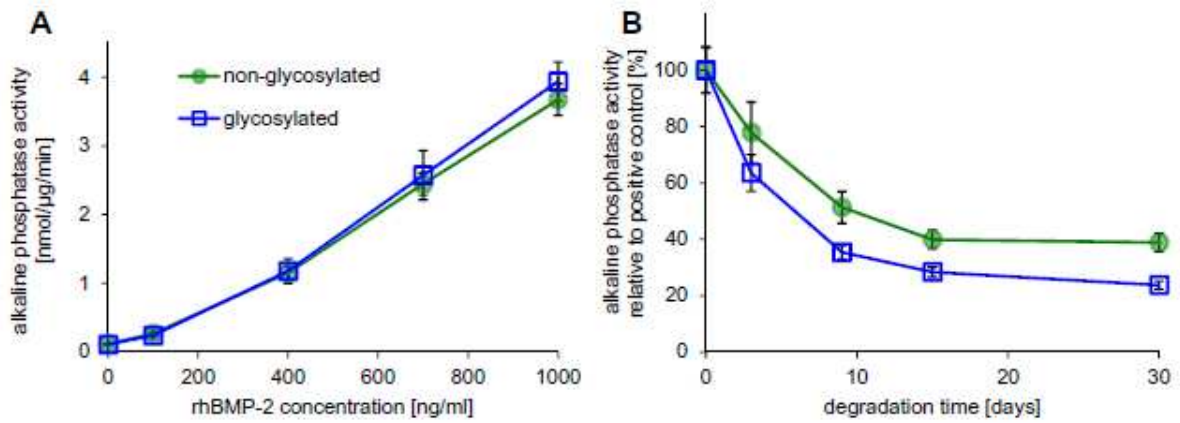 A
alkaline phosphatase activity
[nmol/µg/min]
4
3
2
1
0
non-glycosylated
glycosylated
0 200 400 600 800 1000
rhBMP-2 concentration [ng/ml]
B
alkaline phosphatase activity
relative to positive control [%]
100
80
60
40
20
0
0 10 20 30
degradation time [days]